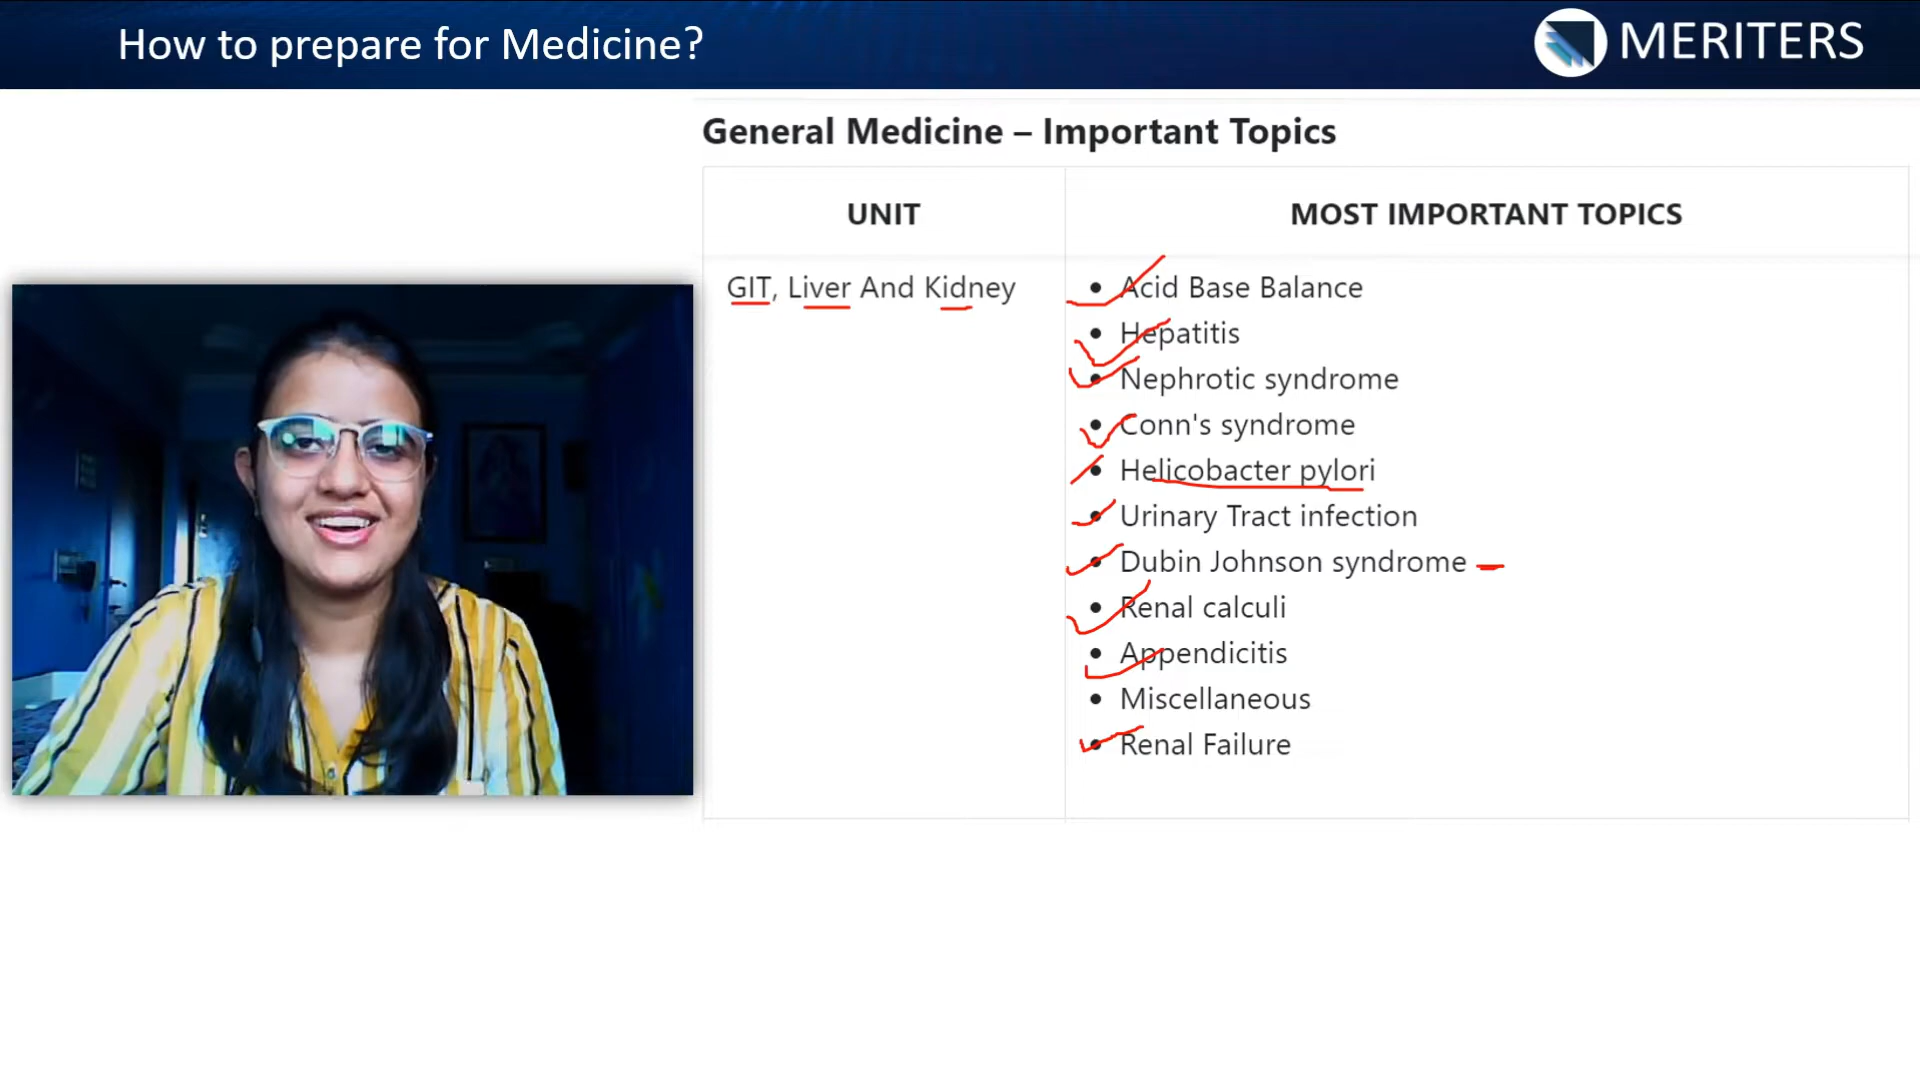 How to prepare for Medicine?
MERITERS
General Medicine – Important Topics
UNIT
MOST IMPORTANT TOPICS
GIT, Liver And Kidney
• Acid Base Balance
• Hepatitis
• Nephrotic syndrome
• Conn's syndrome
• Helicobacter pylori
• Urinary Tract infection
• Dubin Johnson syndrome
• Renal calculi
• Appendicitis
• Miscellaneous
• Renal Failure